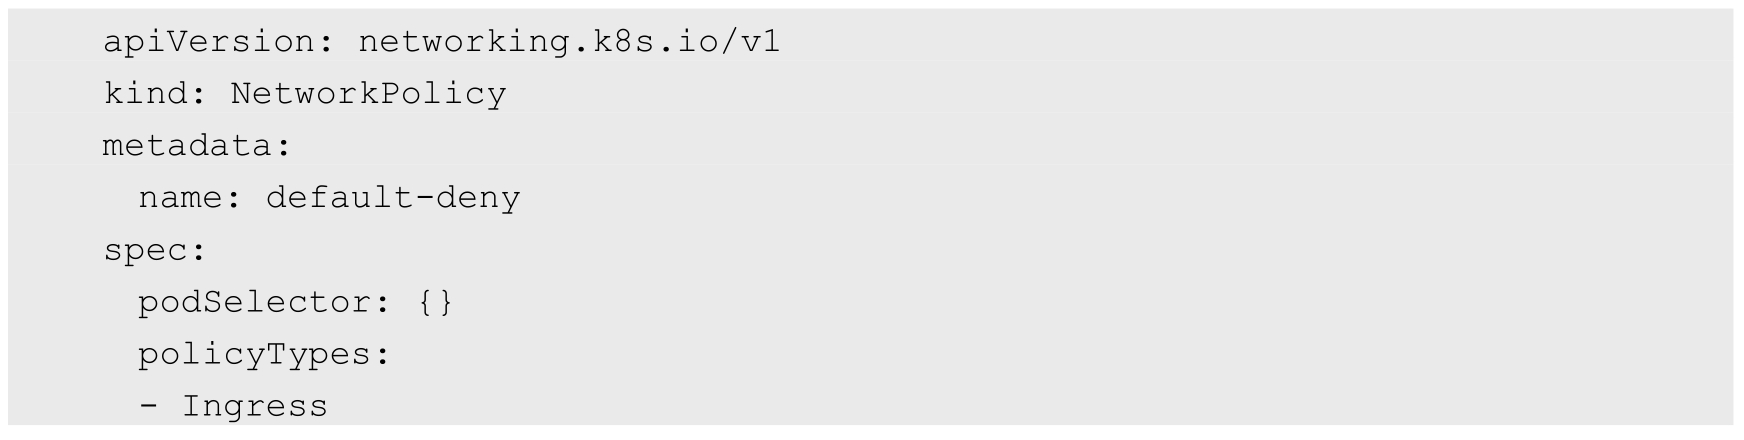 apiVersion: networking.k8s.io/v1
kind: NetworkPolicy
metadata:
  name: default-deny
spec:
  podSelector: {}
  policyTypes:
  - Ingress